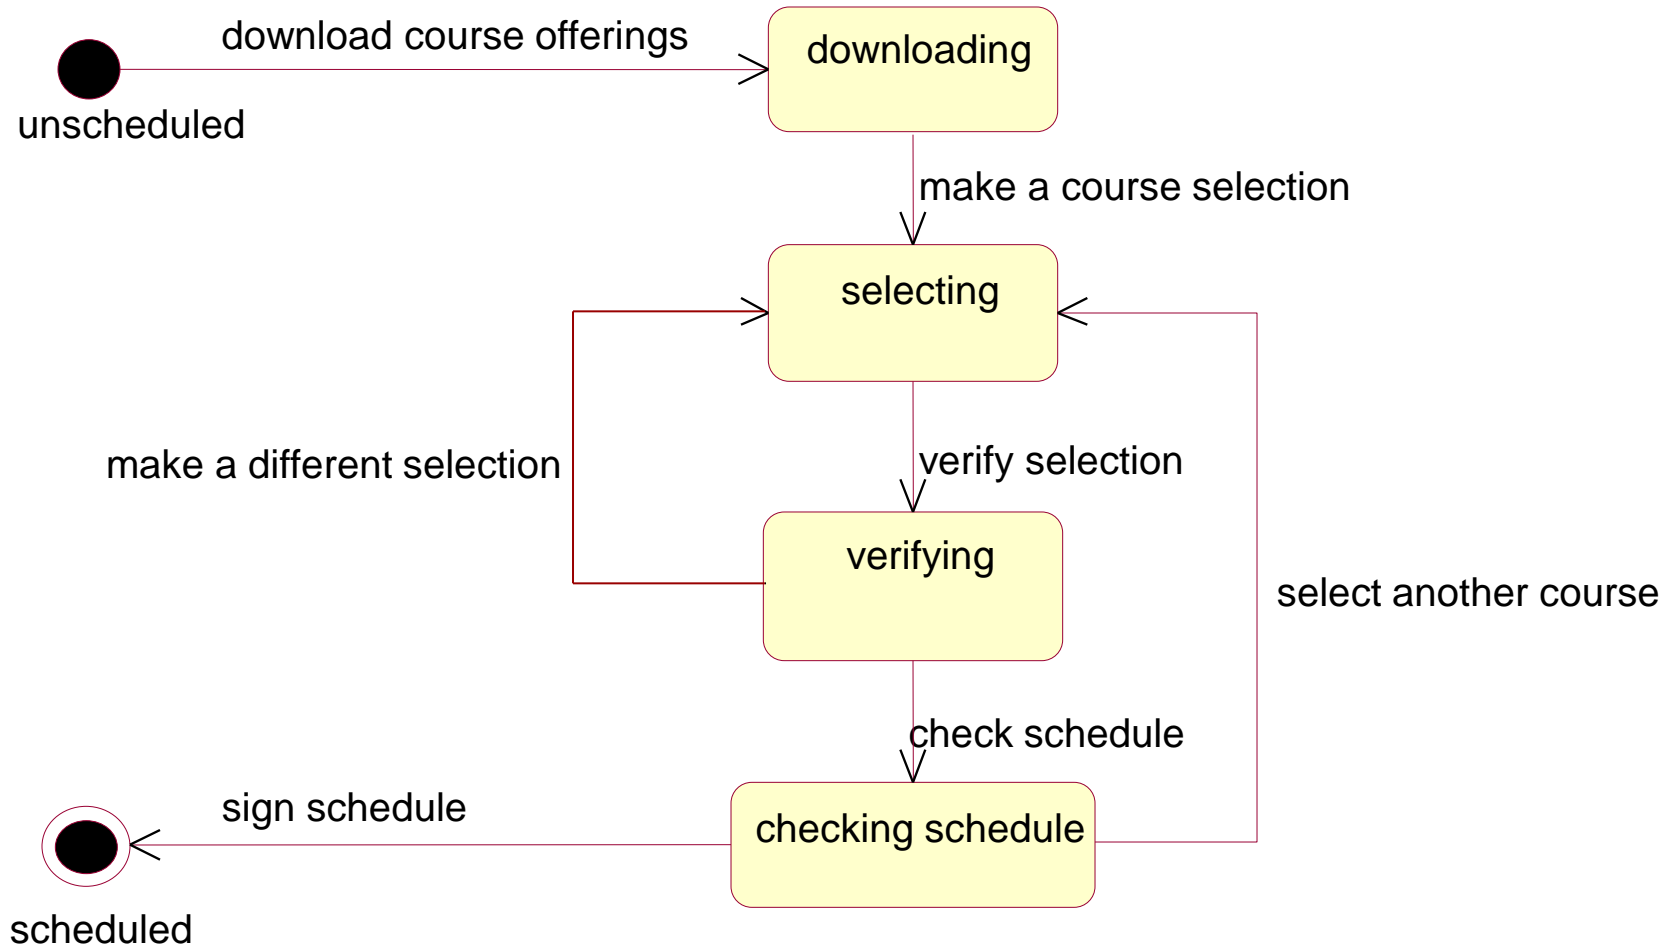 download course offerings
downloading
unscheduled
make a course selection
selecting
make a different selection
verify selection
verifying
select another course
check schedule
sign schedule
checking schedule
scheduled